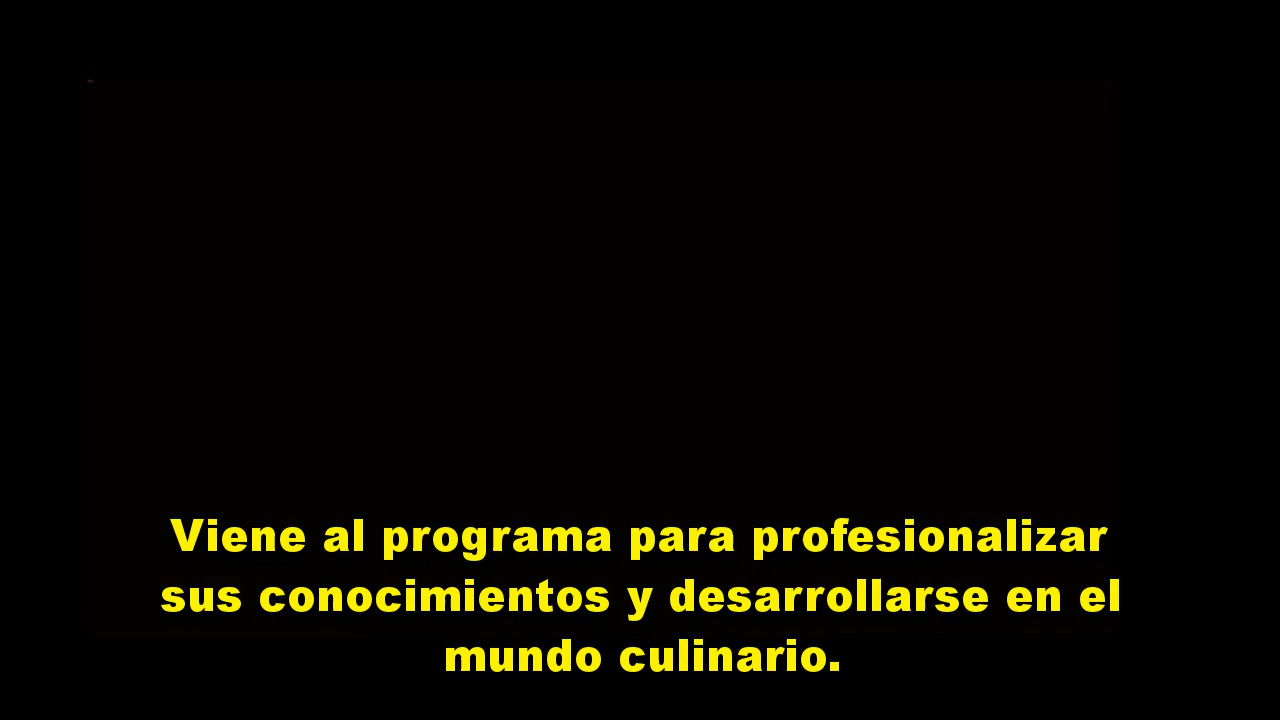 Viene al programa para profesionalizar
sus conocimientos y desarrollarse en el
mundo culinario.